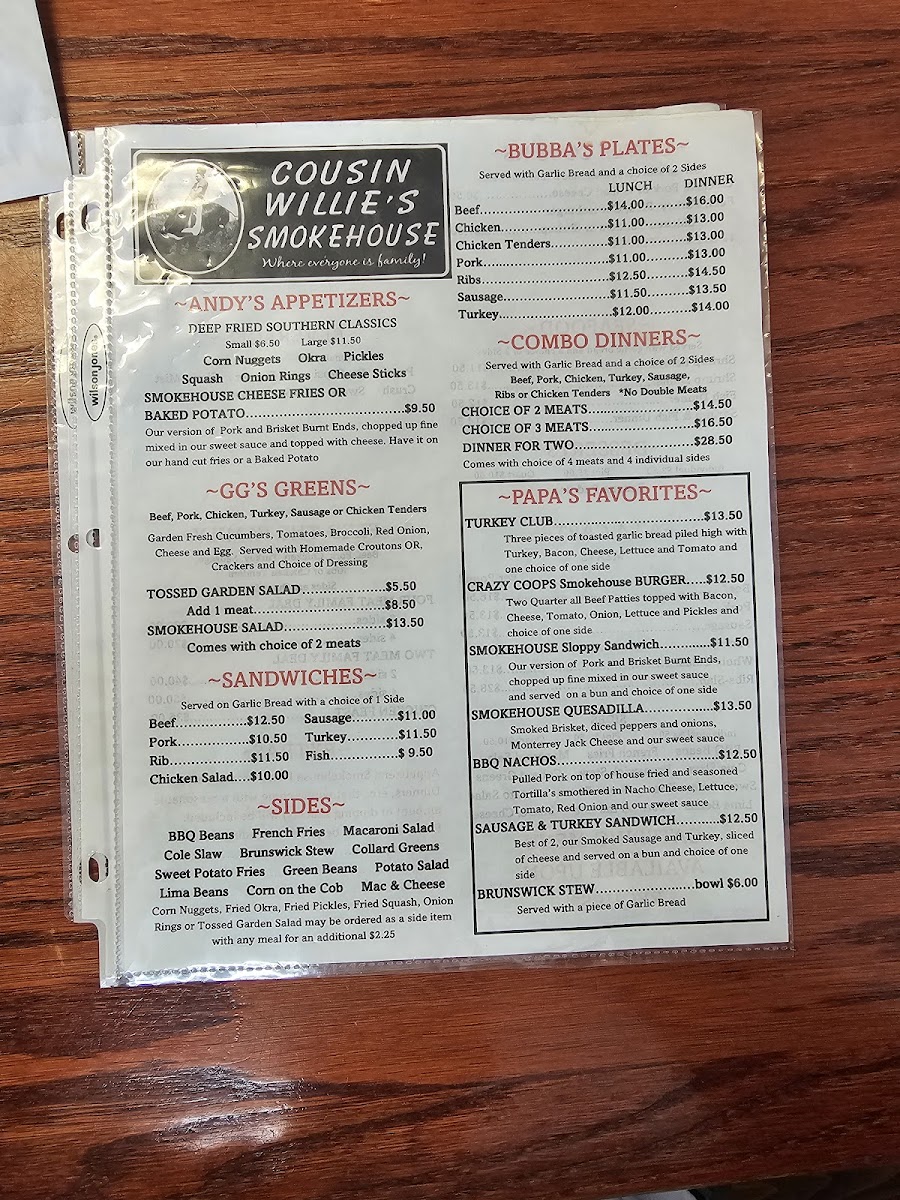 wilson jones
wilson jones
COUSIN
WILLIE'S
SMOKEHOUSE
Where everyone is family!
~ANDY'S APPETIZERS~
DEEP FRIED SOUTHERN CLASSICS
Small $6.50 Large $11.50
Corn Nuggets Okra Pickles
Squash Onion Rings Cheese Sticks
SMOKEHOUSE CHEESE FRIES OR
BAKED POTATO........................................$9.50
Our version of Pork and Brisket Burnt Ends, chopped up fine
mixed in our sweet sauce and topped with cheese. Have it on
our hand cut fries or a Baked Potato
~GG'S GREENS~
Beef, Pork, Chicken, Turkey, Sausage or Chicken Tenders
Garden Fresh Cucumbers, Tomatoes, Broccoli, Red Onion,
Cheese and Egg. Served with Homemade Croutons OR,
Crackers and Choice of Dressing
TOSSED GARDEN SALAD.....................$5.50
Add 1 meat.................................$8.50
SMOKEHOUSE SALAD.........................$13.50
Comes with choice of 2 meats
~SANDWICHES~
Served on Garlic Bread with a choice of 1 Side
Beef.................$12.50 Sausage...........$11.00
Pork.................$10.50 Turkey.............$11.50
Rib...................$11.50 Fish.................$ 9.50
Chicken Salad....$10.00
~SIDES~
BBQ Beans French Fries Macaroni Salad
Cole Slaw Brunswick Stew Collard Greens
Sweet Potato Fries Green Beans Potato Salad
Lima Beans Corn on the Cob Mac & Cheese
Corn Nuggets, Fried Okra, Fried Pickles, Fried Squash, Onion
Rings or Tossed Garden Salad may be ordered as a side item
with any meal for an additional $2.25
~BUBBA'S PLATES~
Served with Garlic Bread and a choice of 2 Sides
LUNCH DINNER
Beef................................$14.00..........$16.00
Chicken...........................$11.00..........$13.00
Chicken Tenders..............$11.00..........$13.00
Pork................................$11.00..........$13.00
Ribs................................$12.50..........$14.50
Sausage..........................$11.50..........$13.50
Turkey............................$12.00..........$14.00
~COMBO DINNERS~
Served with Garlic Bread and a choice of 2 Sides
Beef, Pork, Chicken, Turkey, Sausage,
Ribs or Chicken Tenders *No Double Meats
CHOICE OF 2 MEATS..........................$14.50
CHOICE OF 3 MEATS..........................$16.50
DINNER FOR TWO..............................$28.50
Comes with choice of 4 meats and 4 individual sides
~PAPA'S FAVORITES~
TURKEY CLUB......................................$13.50
Three pieces of toasted garlic bread piled high with
Turkey, Bacon, Cheese, Lettuce and Tomato and
one choice of one side
CRAZY COOPS Smokehouse BURGER.....$12.50
Two Quarter all Beef Patties topped with Bacon,
Cheese, Tomato, Onion, Lettuce and Pickles and
choice of one side
SMOKEHOUSE Sloppy Sandwich............$11.50
Our version of Pork and Brisket Burnt Ends,
chopped up fine mixed in our sweet sauce
and served on a bun and choice of one side
SMOKEHOUSE QUESADILLA.................$13.50
Smoked Brisket, diced peppers and onions,
Monterrey Jack Cheese and our sweet sauce
BBQ NACHOS.......................................$12.50
Pulled Pork on top of house fried and seasoned
Tortilla's smothered in Nacho Cheese, Lettuce,
Tomato, Red Onion and our sweet sauce
SAUSAGE & TURKEY SANDWICH...........$12.50
Best of 2, our Smoked Sausage and Turkey, sliced
of cheese and served on a bun and choice of one
side
BRUNSWICK STEW........................bowl $6.00
Served with a piece of Garlic Bread